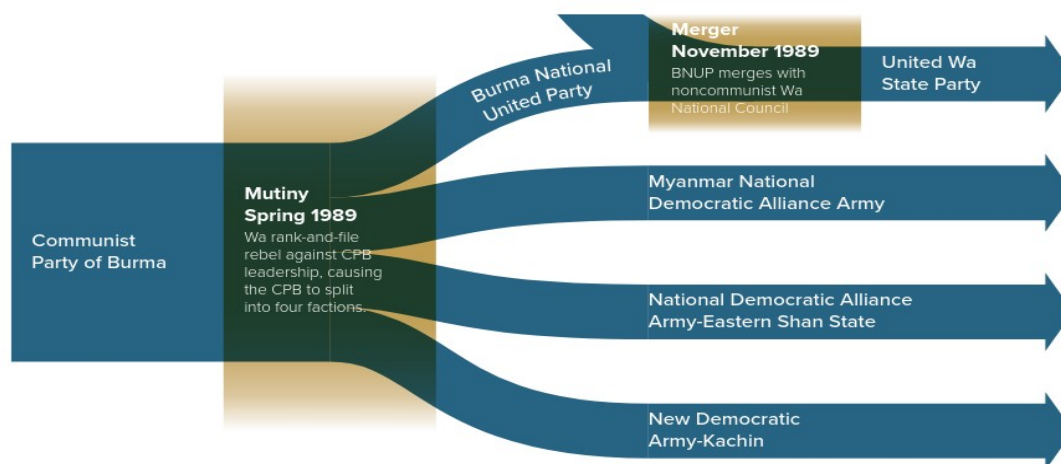 Communist
Party of Burma
Mutiny
Spring 1989
Wa rank-and-file
rebel against CPB
leadership, causing
the CPB to split
into four factions.
Burma National
United Party
Merger
November 1989
BNUP merges with
noncommunist Wa
National Council
United Wa
State Party
Myanmar National
Democratic Alliance Army
National Democratic Alliance
Army-Eastern Shan State
New Democratic
Army-Kachin